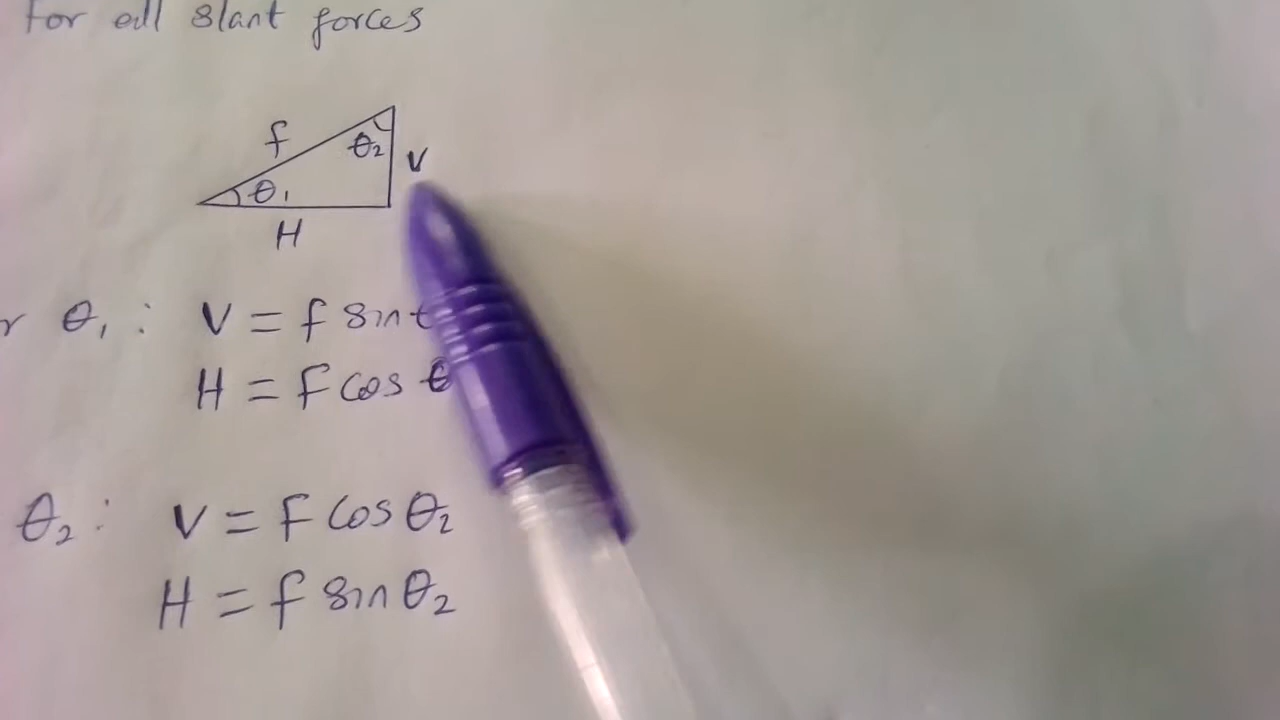 For all slant forces
f
θ2
V
θ1
H
θ1 : V = f sin
H = f cos θ
θ2 : V = f cos θ2
H = f sin θ2